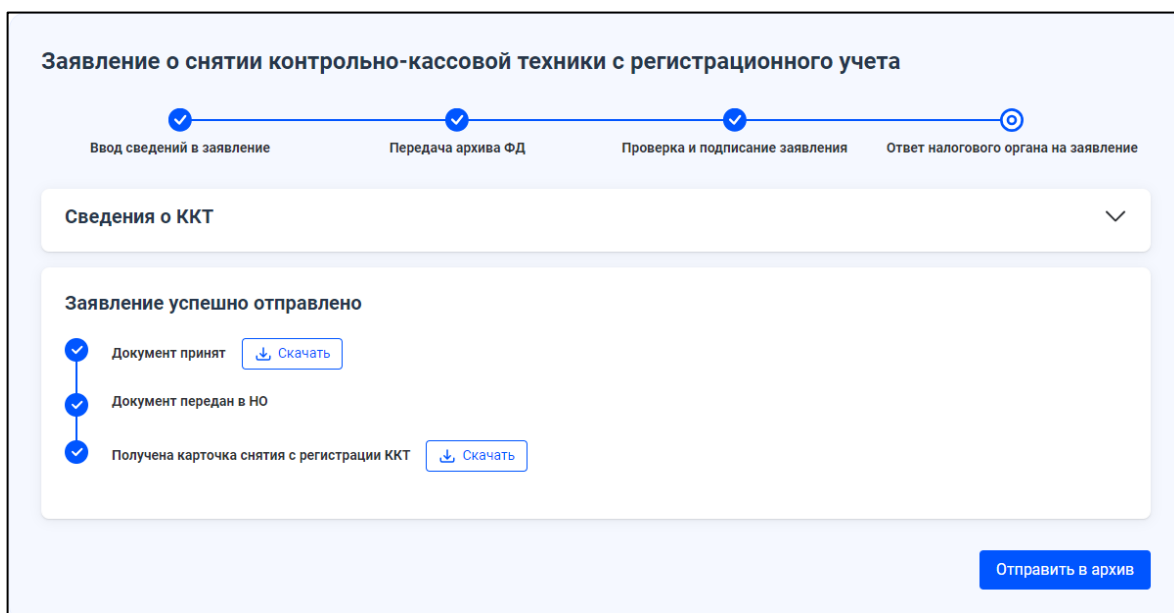 Заявление о снятии контрольно-кассовой техники с регистрационного учета
Ввод сведений в заявление
Передача архива ФД
Проверка и подписание заявления
Ответ налогового органа на заявление
Сведения о ККТ
Заявление успешно отправлено
Документ принят
Скачать
Документ передан в НО
Получена карточка снятия с регистрации ККТ
Скачать
Отправить в архив